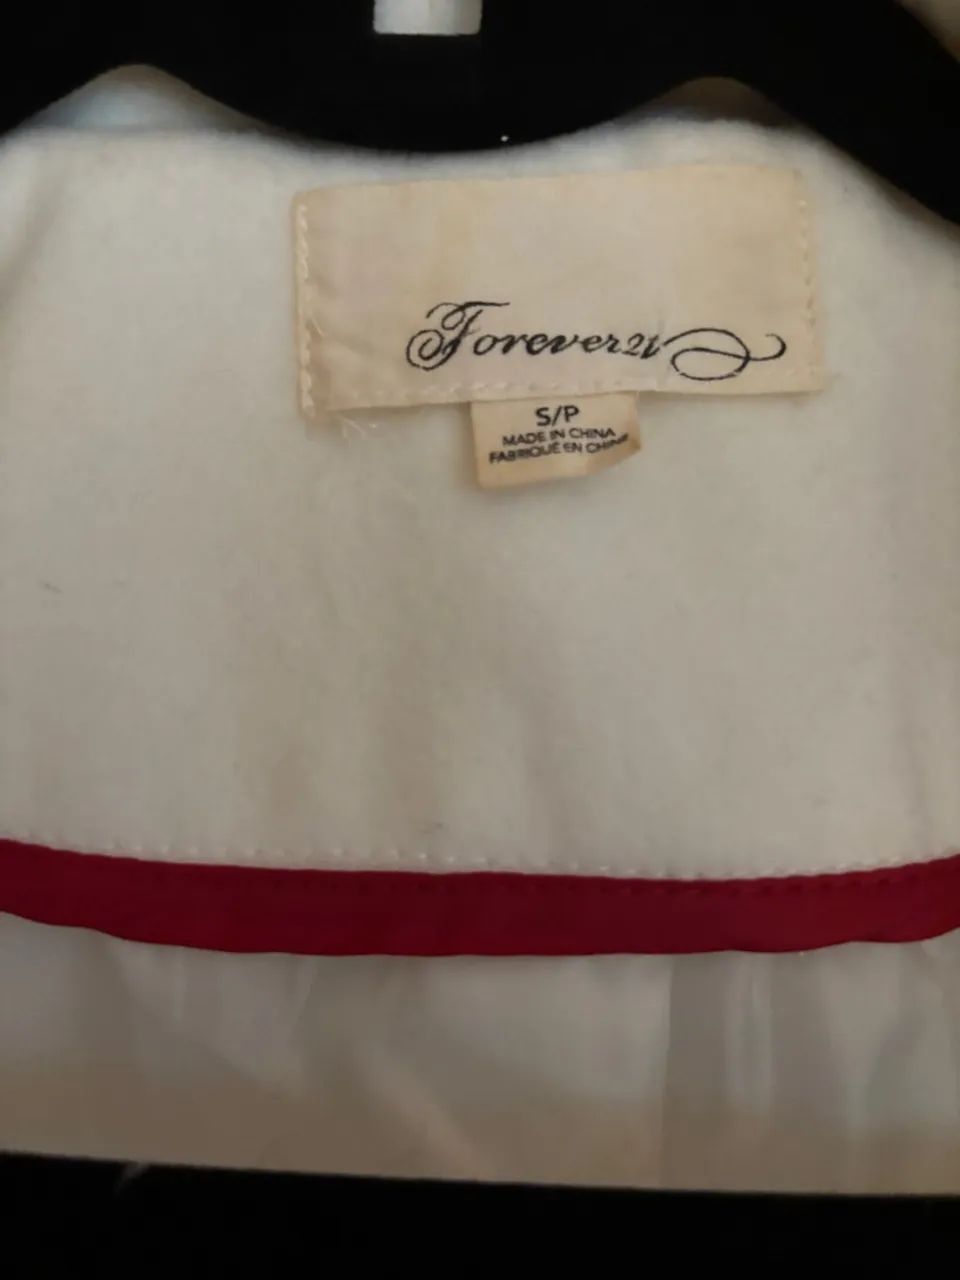 Forever21
S/P
MADE IN CHINA
FABRIQUÉ EN CHINE